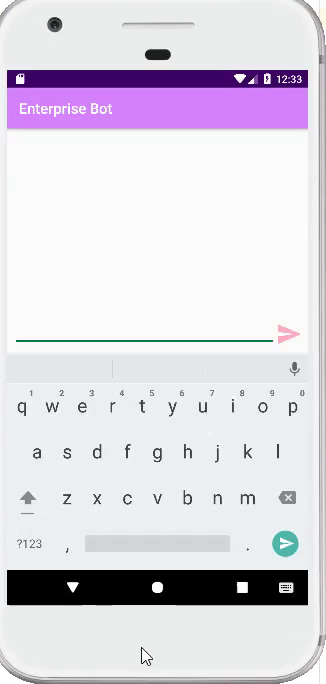 12:33
Enterprise Bot
1 2 3 4 5 6 7 8 9 0
q w e r t y u i o p
a s d f g h j k l
z x c v b n m
?123 , .